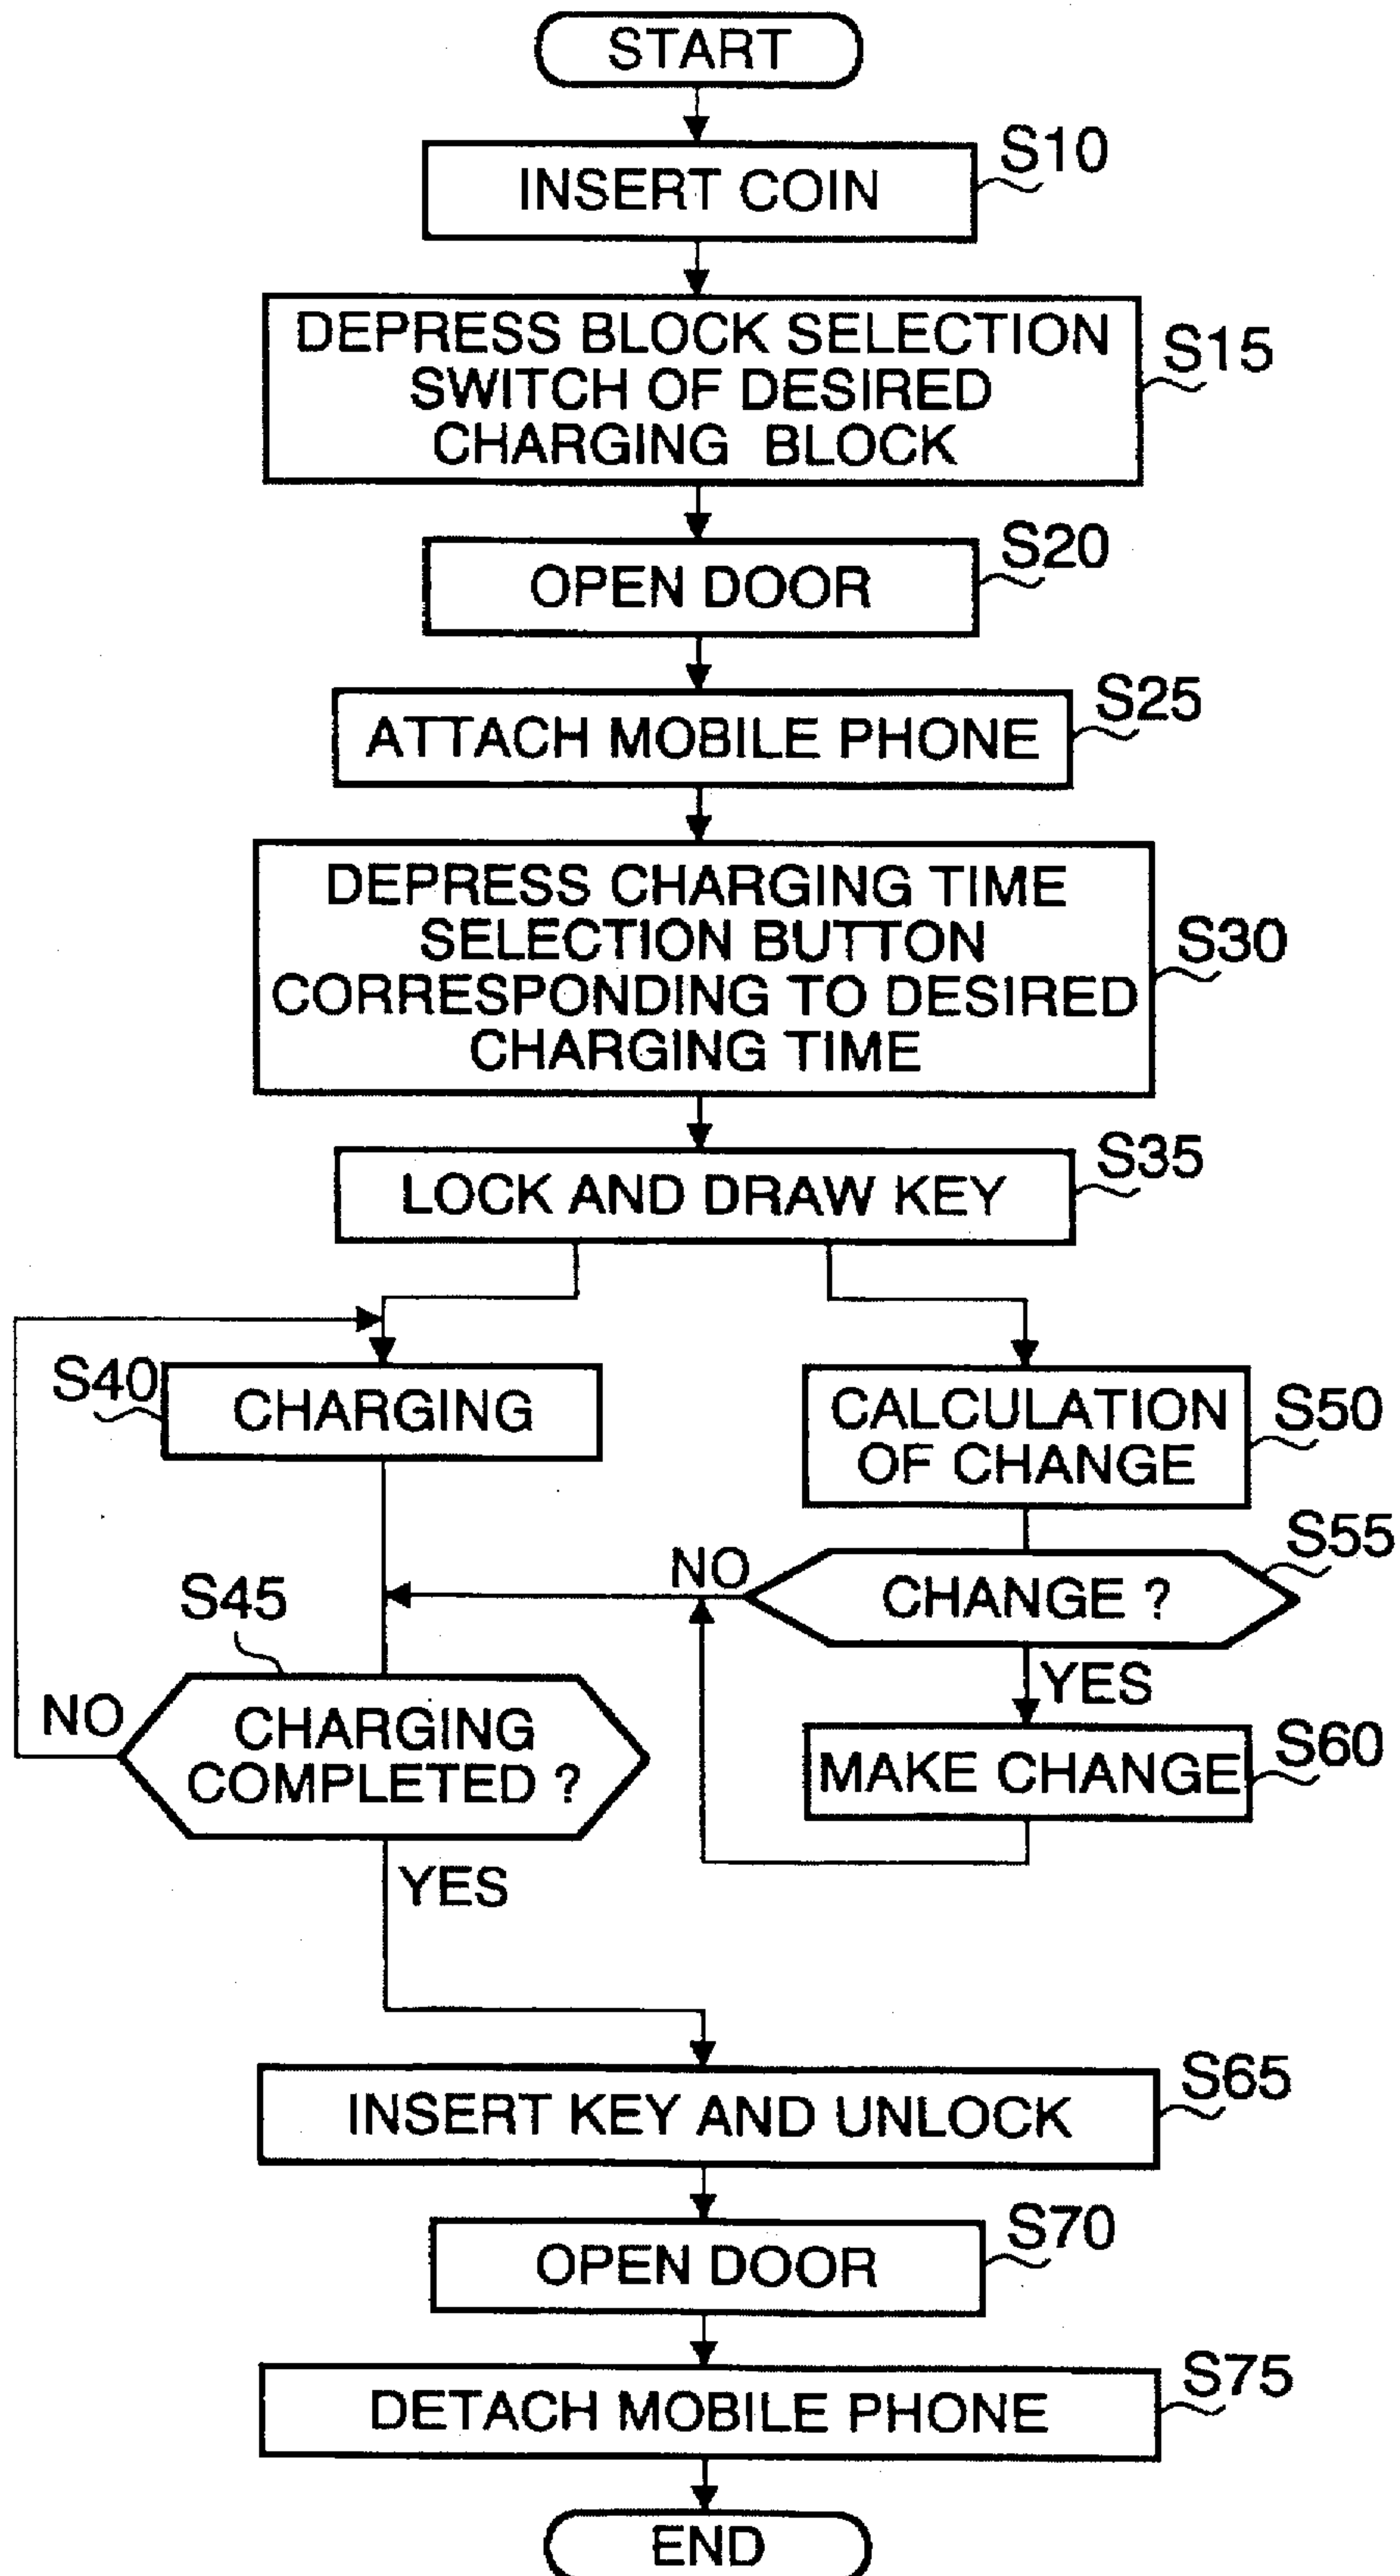 START
S10
INSERT COIN
DEPRESS BLOCK SELECTION
SWITCH OF DESIRED
CHARGING BLOCK
S15
S20
OPEN DOOR
S25
ATTACH MOBILE PHONE
DEPRESS CHARGING TIME
SELECTION BUTTON
CORRESPONDING TO DESIRED
CHARGING TIME
S30
S35
LOCK AND DRAW KEY
S40
CHARGING
CALCULATION
OF CHANGE
S50
S55
NO
CHANGE ?
S45
YES
NO
CHARGING
COMPLETED ?
S60
MAKE CHANGE
YES
S65
INSERT KEY AND UNLOCK
S70
OPEN DOOR
S75
DETACH MOBILE PHONE
END